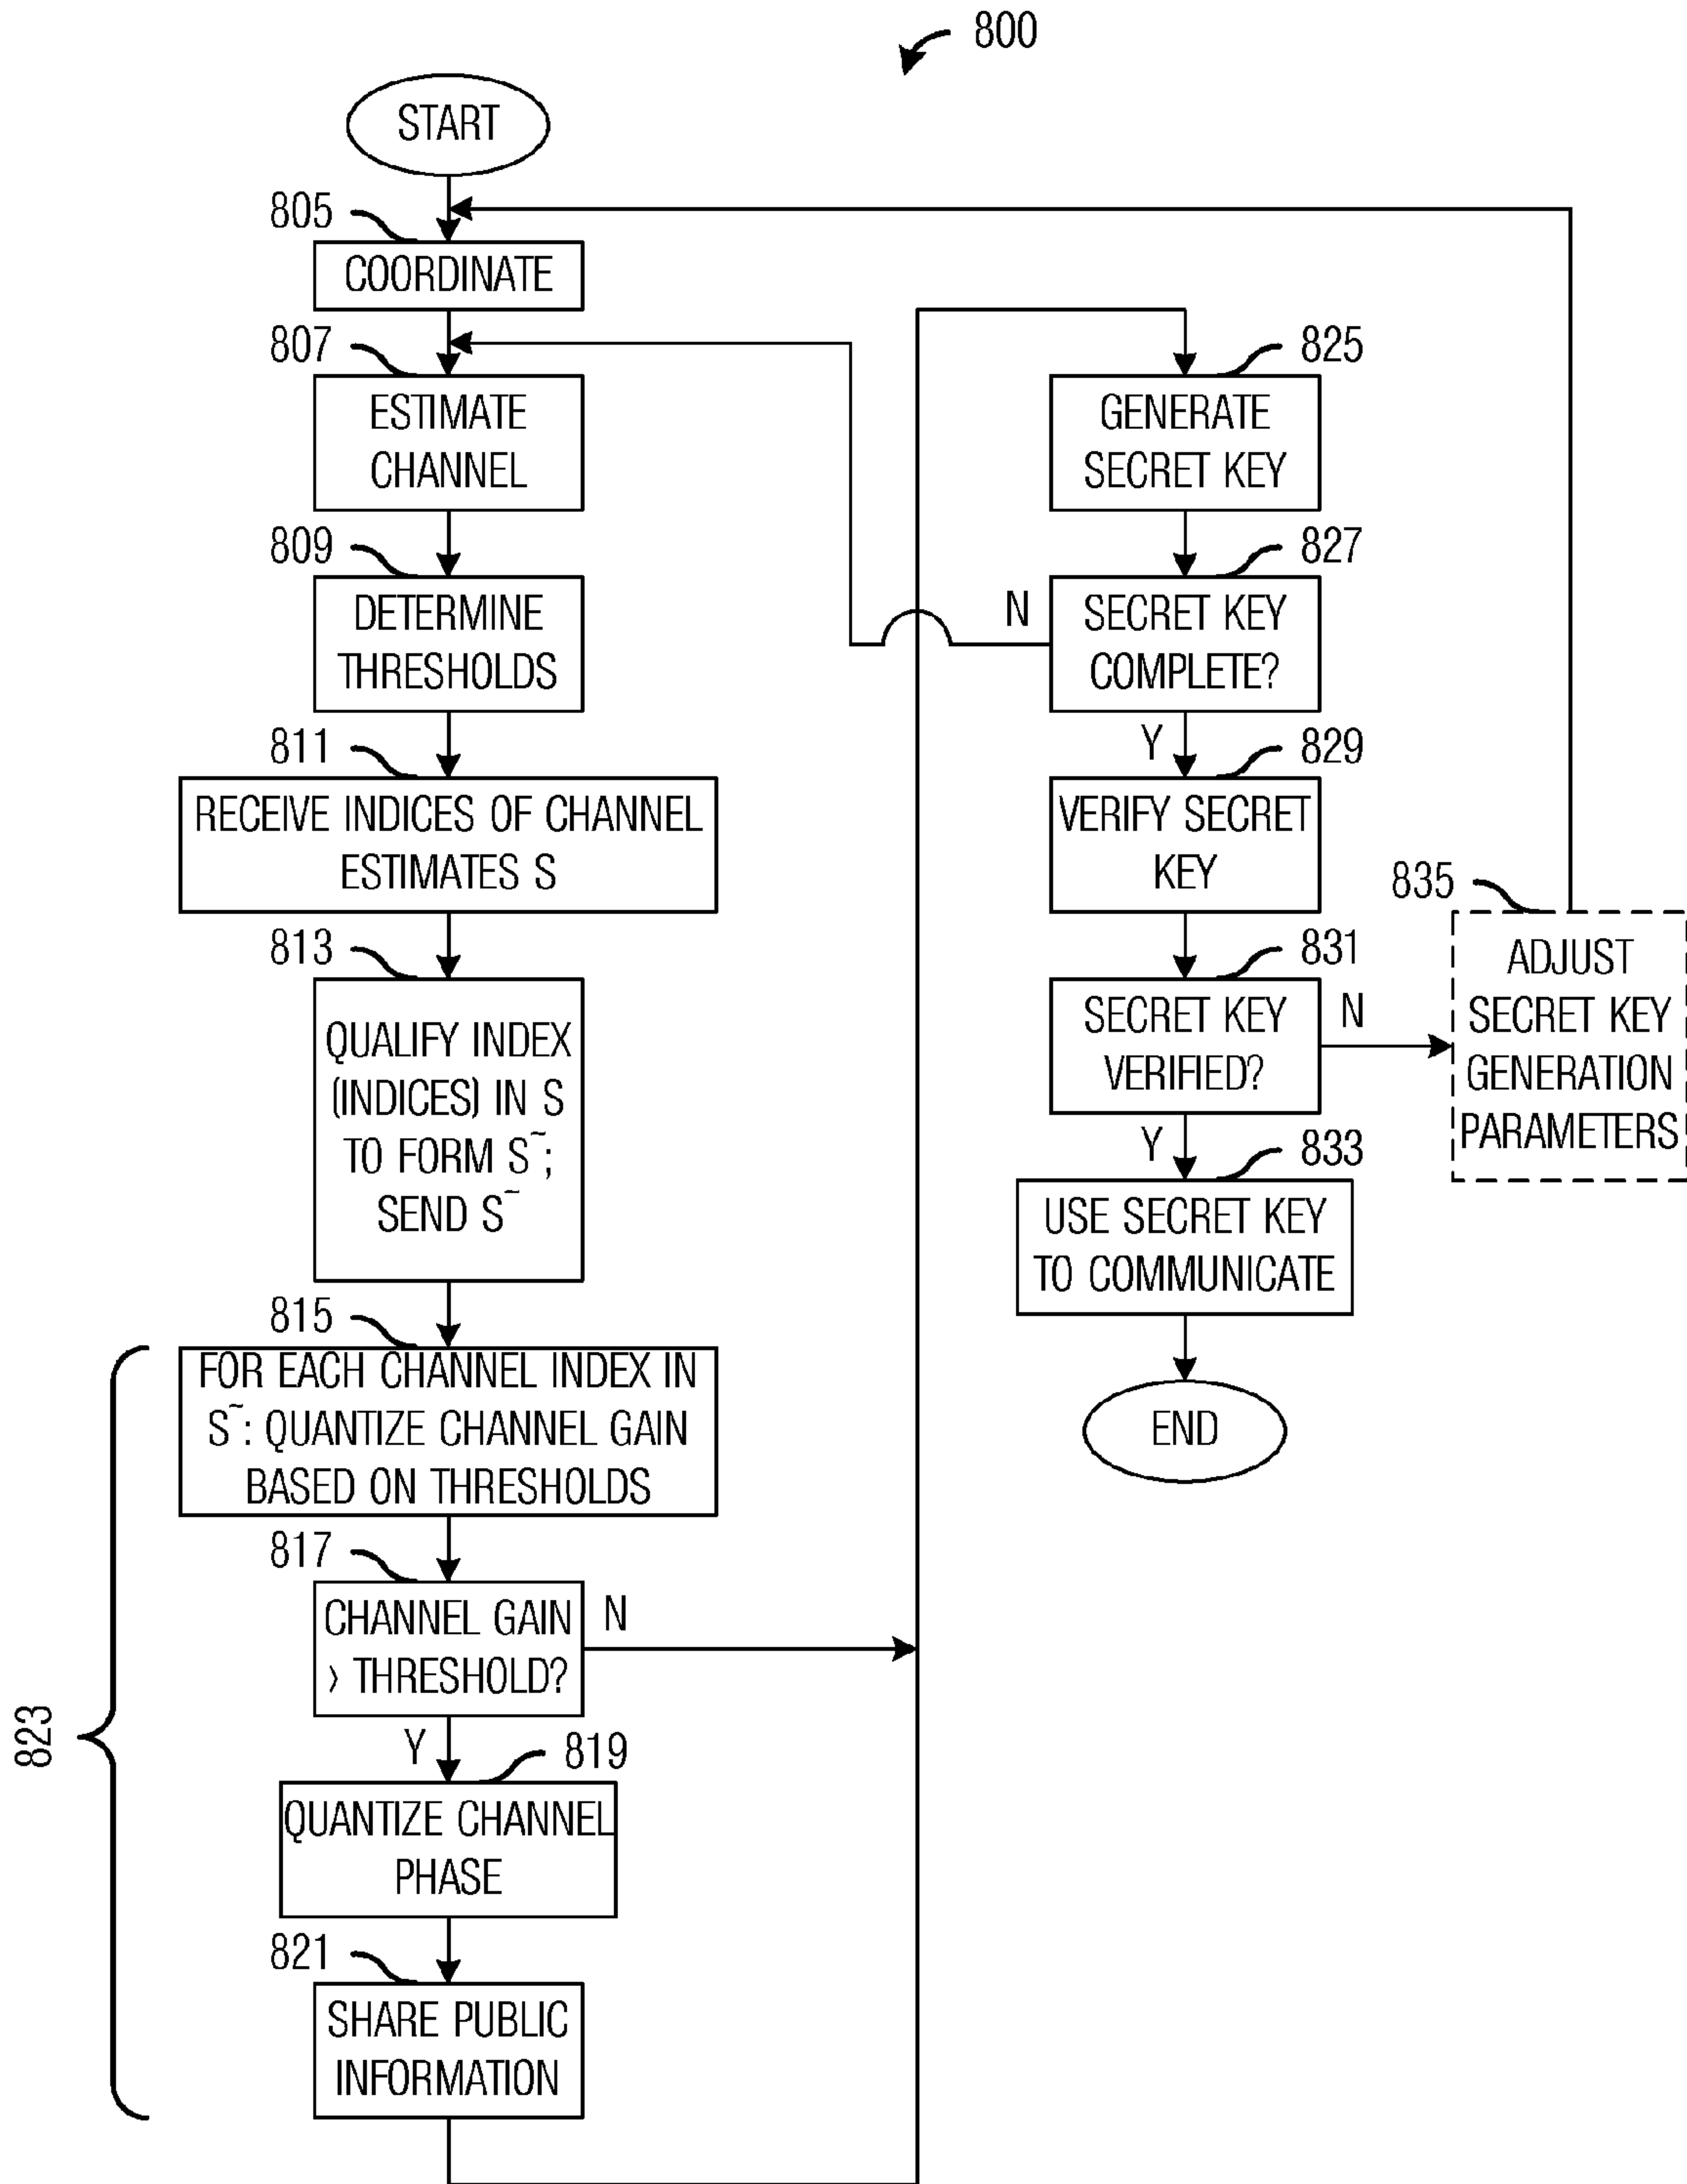 800
START
805
COORDINATE
807
ESTIMATE
CHANNEL
809
DETERMINE
THRESHOLDS
811
RECEIVE INDICES OF CHANNEL
ESTIMATES S
813
QUALIFY INDEX
(INDICES) IN S
TO FORM S~;
SEND S~
815
FOR EACH CHANNEL INDEX IN
S~: QUANTIZE CHANNEL GAIN
BASED ON THRESHOLDS
817
CHANNEL GAIN
> THRESHOLD?
N
Y
819
QUANTIZE CHANNEL
PHASE
821
SHARE PUBLIC
INFORMATION
823
825
GENERATE
SECRET KEY
827
SECRET KEY
COMPLETE?
N
Y
829
VERIFY SECRET
KEY
831
SECRET KEY
VERIFIED?
N
Y
833
USE SECRET KEY
TO COMMUNICATE
END
835
ADJUST
SECRET KEY
GENERATION
PARAMETERS